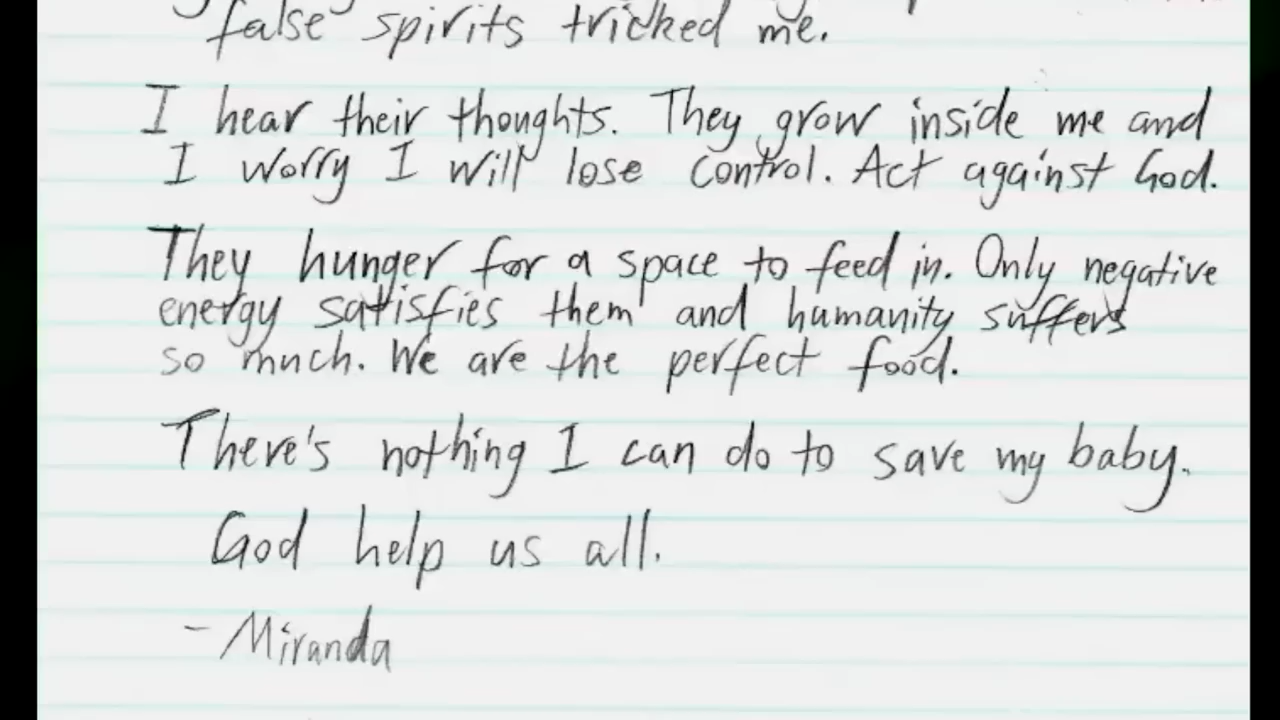 false spirits tricked me.
I hear their thoughts. They grow inside me and
I worry I will lose control. Act against God.
They hunger for a space to feed in. Only negative
energy satisfies them and humanity suffers
so much. We are the perfect food.
There's nothing I can do to save my baby.
God help us all.
- Miranda